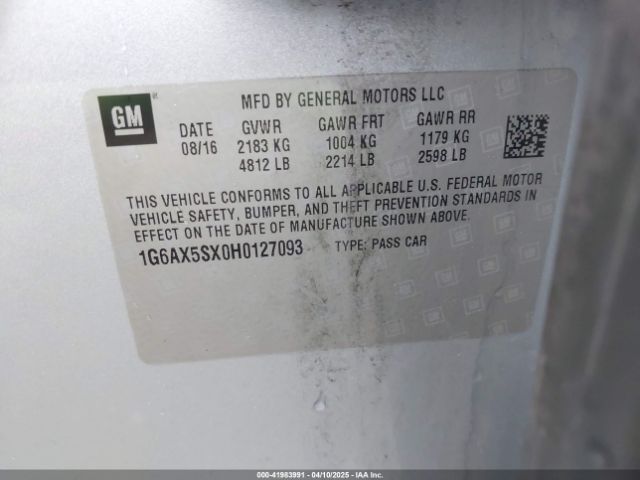 GM
MFD BY GENERAL MOTORS LLC
DATE GVWR GAWR FRT GAWR RR
08/16 2183 KG 1004 KG 1179 KG
4812 LB 2214 LB 2598 LB
THIS VEHICLE CONFORMS TO ALL APPLICABLE U.S. FEDERAL MOTOR
VEHICLE SAFETY, BUMPER, AND THEFT PREVENTION STANDARDS IN
EFFECT ON THE DATE OF MANUFACTURE SHOWN ABOVE.
1G6AX5SX0H0127093 TYPE: PASS CAR
000-41983991 - 04/10/2025 - IAA Inc.